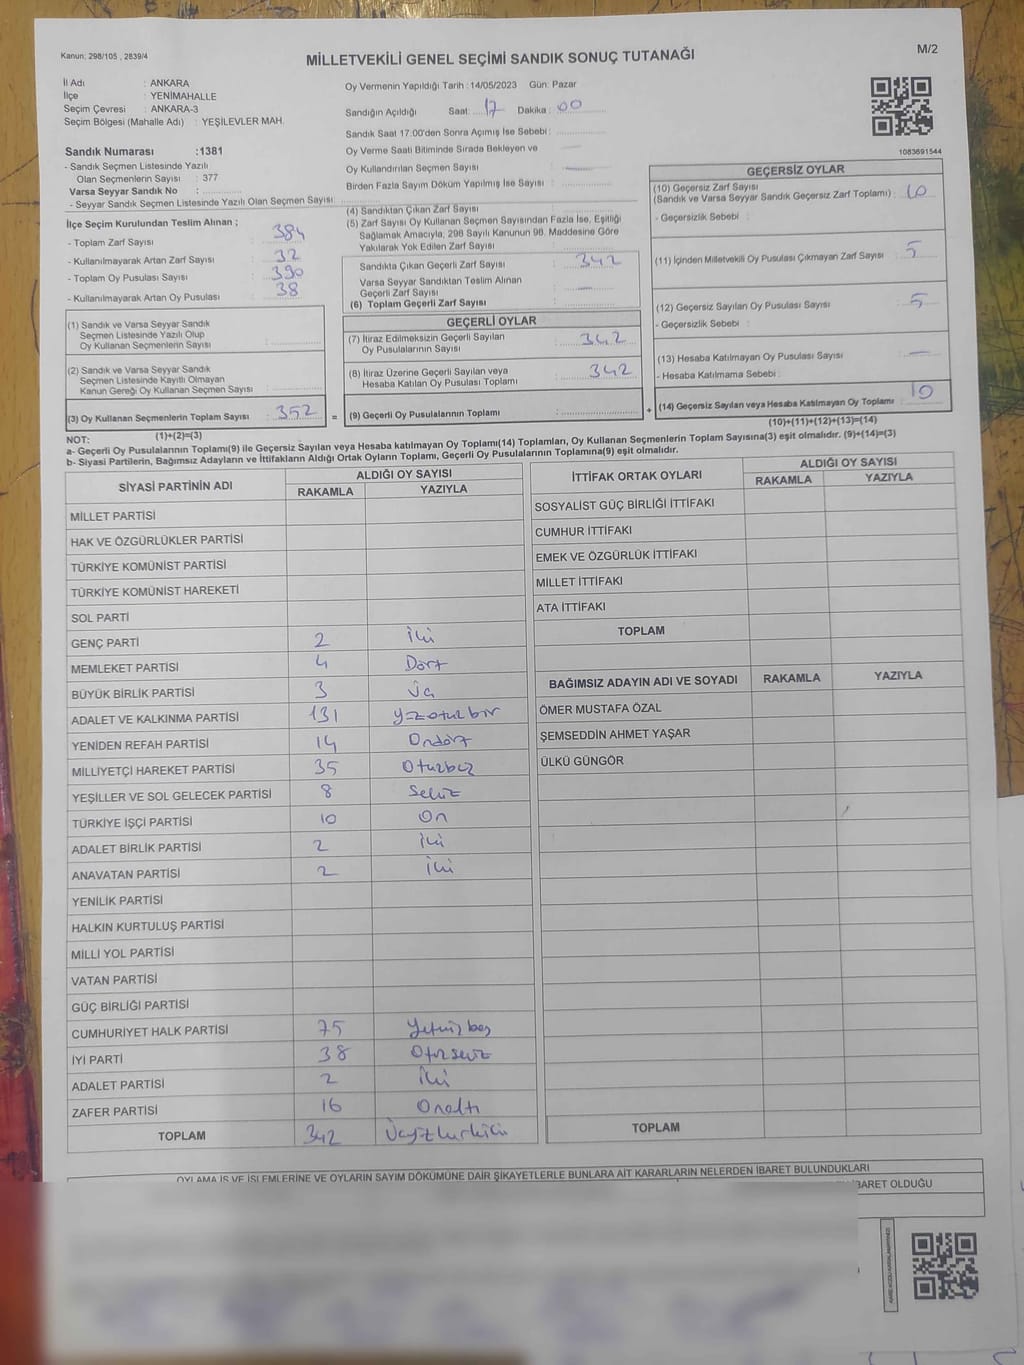 Kanun: 298/105 , 2839/4
MİLLETVEKİLİ GENEL SEÇİMİ SANDIK SONUÇ TUTANAĞI
M/2
İl Adı : ANKARA
İlçe : YENİMAHALLE
Seçim Çevresi : ANKARA-3
Seçim Bölgesi (Mahalle Adı) : YEŞİLEVLER MAH.
Oy Vermenin Yapıldığı Tarih : 14/05/2023 Gün: Pazar
Sandığın Açıldığı Saat: 17 Dakika : 00
Sandık Saat 17.00'den Sonra Açımış İse Sebebi :
Oy Verme Saati Bitiminde Sırada Bekleyen ve
Oy Kullandırılan Seçmen Sayısı
Birden Fazla Sayım Döküm Yapılmış İse Sayısı :
1083691544
Sandık Numarası :1381
- Sandık Seçmen Listesinde Yazılı
Olan Seçmenlerin Sayısı : 377
Varsa Seyyar Sandık No :
- Seyyar Sandık Seçmen Listesinde Yazılı Olan Seçmen Sayısı
İlçe Seçim Kurulundan Teslim Alınan ;
- Toplam Zarf Sayısı : 384
- Kullanılmayarak Artan Zarf Sayısı : 32
- Toplam Oy Pusulası Sayısı : 390
- Kullanılmayarak Artan Oy Pusulası : 38
(1) Sandık ve Varsa Seyyar Sandık
Seçmen Listesinde Yazılı Olup
Oy Kullanan Seçmenlerin Sayısı :
(2) Sandık ve Varsa Seyyar Sandık
Seçmen Listesinde Kayıtlı Olmayan
Kanun Gereği Oy Kullanan Seçmen Sayısı :
(3) Oy Kullanan Seçmenlerin Toplam Sayısı : 352 =
(1)+(2)=(3)
(4) Sandıktan Çıkan Zarf Sayısı :
(5) Zarf Sayısı Oy Kullanan Seçmen Sayısından Fazla İse, Eşitliği
Sağlamak Amacıyla; 298 Sayılı Kanunun 98. Maddesine Göre
Yakılarak Yok Edilen Zarf Sayısı :
Sandıkta Çıkan Geçerli Zarf Sayısı : 342
Varsa Seyyar Sandıktan Teslim Alınan
Geçerli Zarf Sayısı :
(6) Toplam Geçerli Zarf Sayısı :
GEÇERLİ OYLAR
(7) İtiraz Edilmeksizin Geçerli Sayılan
Oy Pusulalarının Sayısı : 342
(8) İtiraz Üzerine Geçerli Sayılan veya
Hesaba Katılan Oy Pusulası Toplamı : 342
(9) Geçerli Oy Pusulalarının Toplamı : +
GEÇERSİZ OYLAR
(10) Geçersiz Zarf Sayısı
(Sandık ve Varsa Seyyar Sandık Geçersiz Zarf Toplamı) : 10
- Geçersizlik Sebebi :
(11) İçinden Milletvekili Oy Pusulası Çıkmayan Zarf Sayısı : 5
(12) Geçersiz Sayılan Oy Pusulası Sayısı : 5
- Geçersizlik Sebebi :
(13) Hesaba Katılmayan Oy Pusulası Sayısı : —
- Hesaba Katılmama Sebebi :
(14) Geçersiz Sayılan veya Hesaba Katılmayan Oy Toplamı : 10
(10)+(11)+(12)+(13)=(14)
NOT:
a- Geçerli Oy Pusulalarının Toplamı(9) ile Geçersiz Sayılan veya Hesaba katılmayan Oy Toplamı(14) Toplamları, Oy Kullanan Seçmenlerin Toplam Sayısına(3) eşit olmalıdır. (9)+(14)=(3)
b- Siyasi Partilerin, Bağımsız Adayların ve İttifakların Aldığı Ortak Oyların Toplamı, Geçerli Oy Pusulalarının Toplamına(9) eşit olmalıdır.
SİYASİ PARTİNİN ADI ALDIĞI OY SAYISI
RAKAMLA YAZIYLA
MİLLET PARTİSİ
HAK VE ÖZGÜRLÜKLER PARTİSİ
TÜRKİYE KOMÜNİST PARTİSİ
TÜRKİYE KOMÜNİST HAREKETİ
SOL PARTİ
GENÇ PARTİ 2 İki
MEMLEKET PARTİSİ 4 Dört
BÜYÜK BİRLİK PARTİSİ 3 Üç
ADALET VE KALKINMA PARTİSİ 131 yzoturbir
YENİDEN REFAH PARTİSİ 14 Ondört
MİLLİYETÇİ HAREKET PARTİSİ 35 Otuzbeş
YEŞİLLER VE SOL GELECEK PARTİSİ 8 Sekiz
TÜRKİYE İŞÇİ PARTİSİ 10 On
ADALET BİRLİK PARTİSİ 2 İki
ANAVATAN PARTİSİ 2 İki
YENİLİK PARTİSİ
HALKIN KURTULUŞ PARTİSİ
MİLLİ YOL PARTİSİ
VATAN PARTİSİ
GÜÇ BİRLİĞİ PARTİSİ
CUMHURİYET HALK PARTİSİ 75 Yetmiş beş
İYİ PARTİ 38 Otuzsekiz
ADALET PARTİSİ 2 İki
ZAFER PARTİSİ 16 Onaltı
TOPLAM 342 Üçyüzkırkiki
İTTİFAK ORTAK OYLARI ALDIĞI OY SAYISI
RAKAMLA YAZIYLA
SOSYALİST GÜÇ BİRLİĞİ İTTİFAKI
CUMHUR İTTİFAKI
EMEK VE ÖZGÜRLÜK İTTİFAKI
MİLLET İTTİFAKI
ATA İTTİFAKI
TOPLAM
BAĞIMSIZ ADAYIN ADI VE SOYADI RAKAMLA YAZIYLA
ÖMER MUSTAFA ÖZAL
ŞEMSEDDİN AHMET YAŞAR
ÜLKÜ GÜNGÖR
TOPLAM
OYLAMA İŞ VE İŞLEMLERİNE VE OYLARIN SAYIM DÖKÜMÜNE DAİR ŞİKAYETLERLE BUNLARA AİT KARARLARIN NELERDEN İBARET BULUNDUKLARI
İBARET OLDUĞU